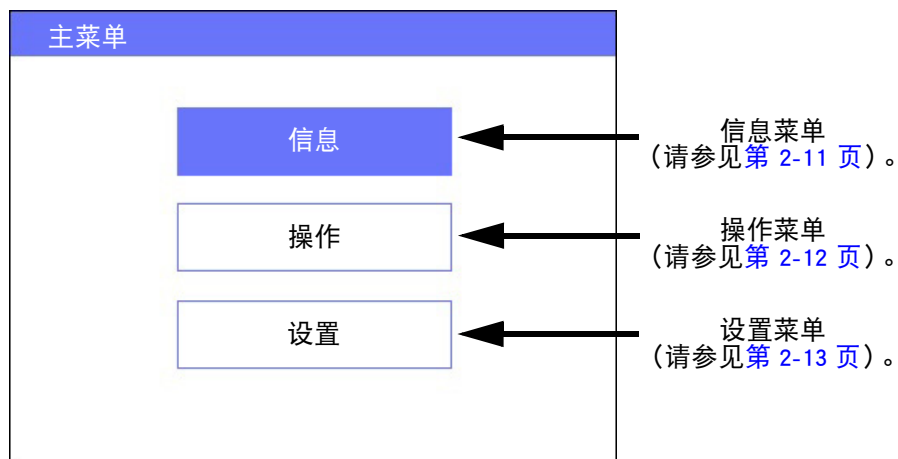 主菜单
信息
信息菜单
（请参见第 2-11 页）。
操作
操作菜单
（请参见第 2-12 页）。
设置
设置菜单
（请参见第 2-13 页）。